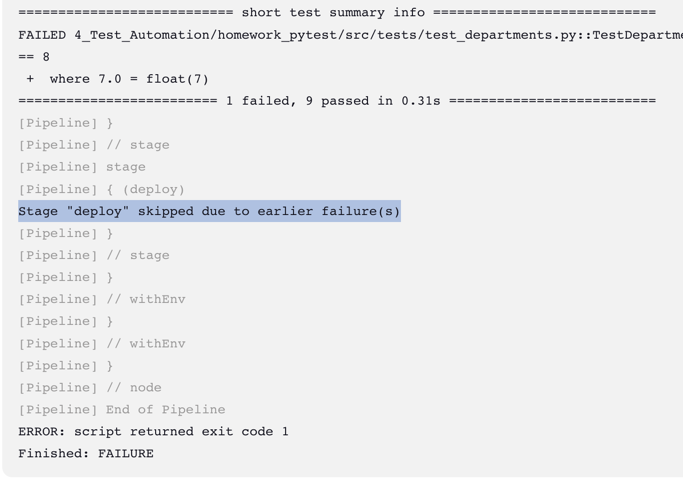 =========================== short test summary info ============================
FAILED 4_Test_Automation/homework_pytest/src/tests/test_departments.py::TestDepartme
== 8
 +  where 7.0 = float(7)
========================= 1 failed, 9 passed in 0.31s ==========================
[Pipeline] }
[Pipeline] // stage
[Pipeline] stage
[Pipeline] { (deploy)
Stage "deploy" skipped due to earlier failure(s)
[Pipeline] }
[Pipeline] // stage
[Pipeline] }
[Pipeline] // withEnv
[Pipeline] }
[Pipeline] // withEnv
[Pipeline] }
[Pipeline] // node
[Pipeline] End of Pipeline
ERROR: script returned exit code 1
Finished: FAILURE